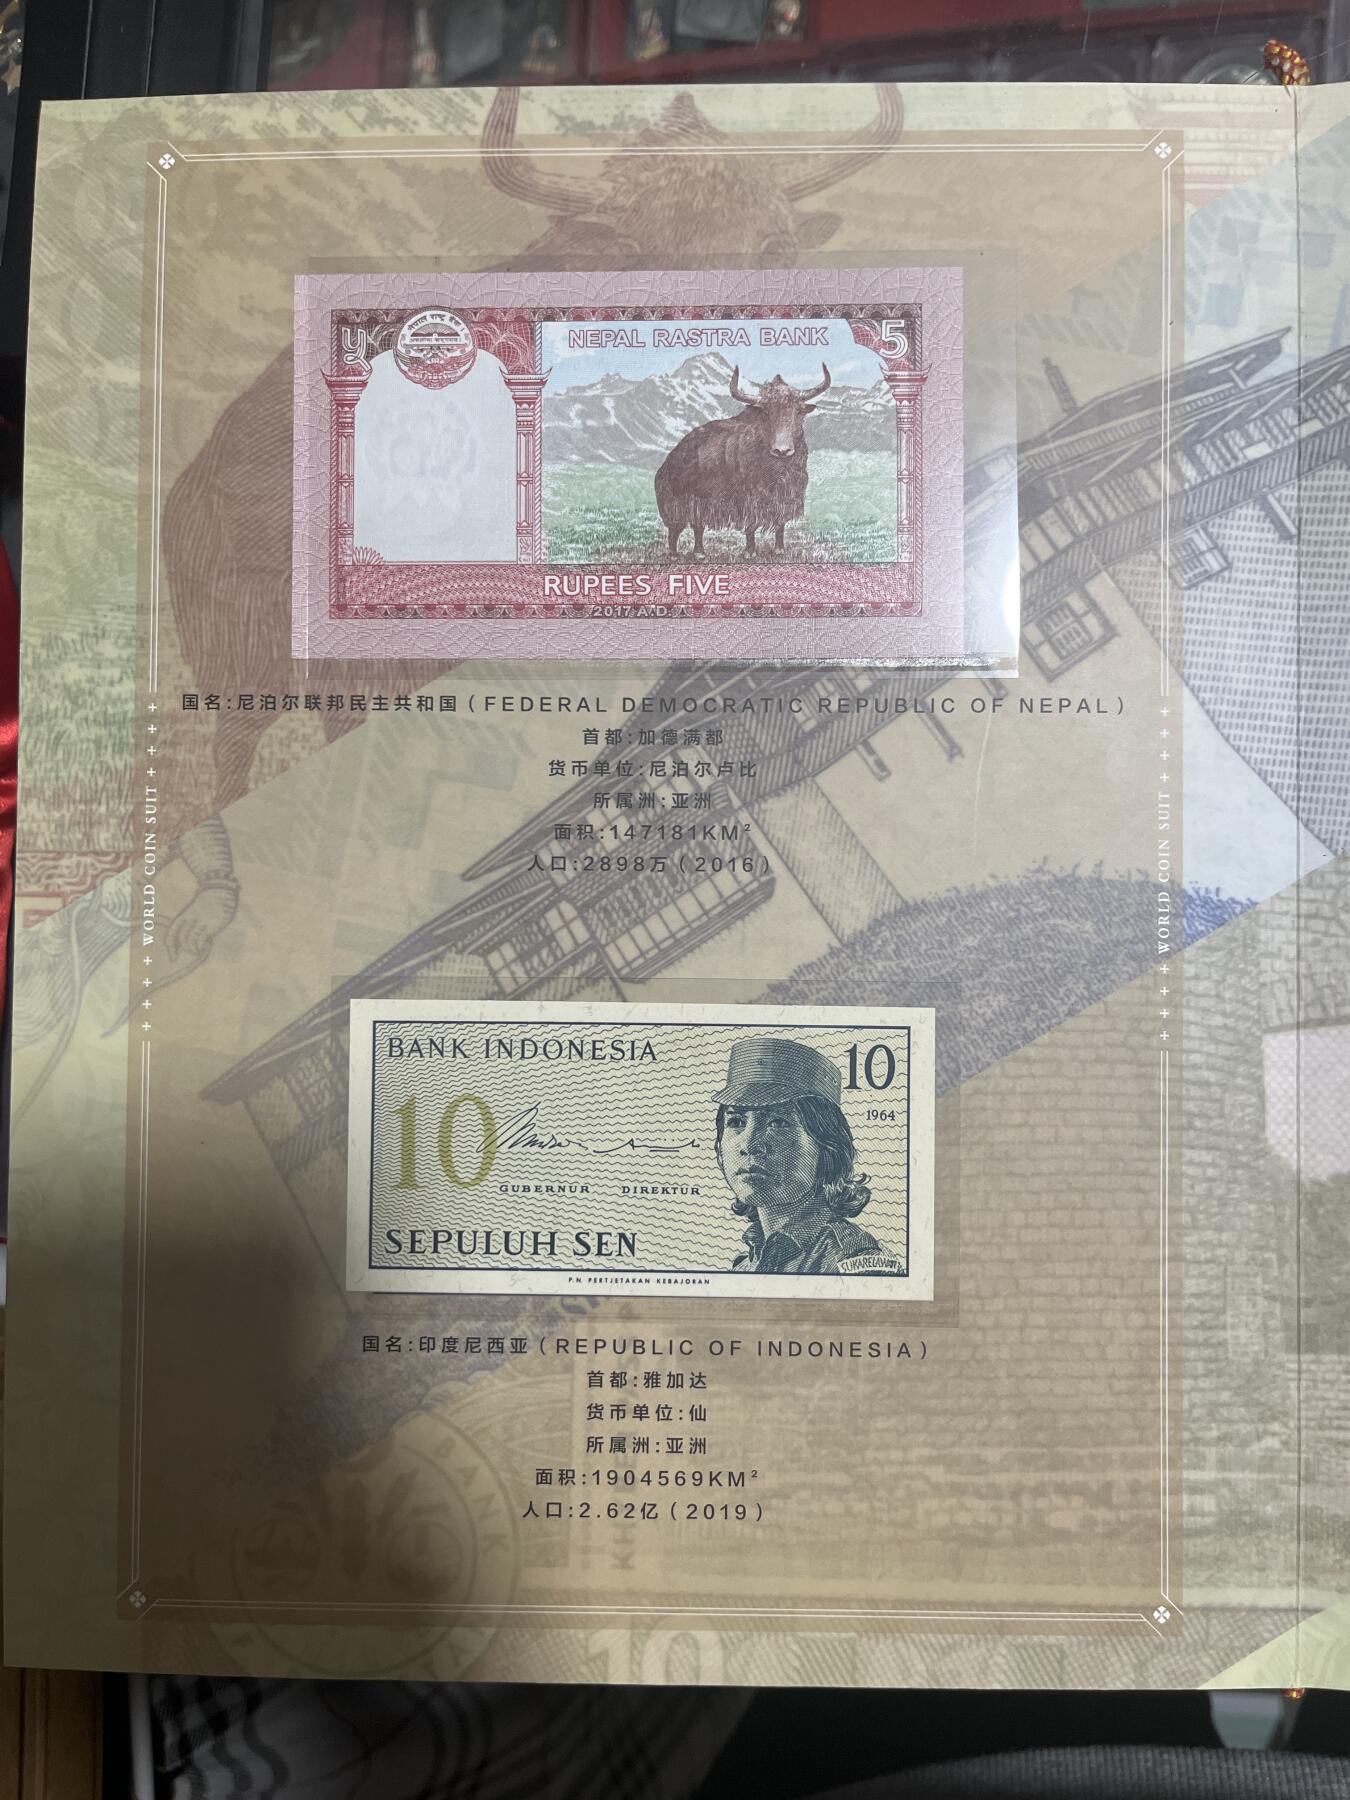 ५
नेपाल राष्ट्र बैंक
NEPAL RASTRA BANK
5
RUPEES FIVE
2017 A.D.
国名:尼泊尔联邦民主共和国(FEDERAL DEMOCRATIC REPUBLIC OF NEPAL)
首都:加德满都
货币单位:尼泊尔卢比
所属洲:亚洲
面积:147181KM²
人口:2898万(2016)
+ + + + WORLD COIN SUIT + + + +
+ + + + WORLD COIN SUIT + + + +
BANK INDONESIA
10
1964
10
GUBERNUR DIREKTUR
SEPULUH SEN
SUKARELAWATI
P.N. PERTJETAKAN KEBAJORAN
国名:印度尼西亚(REPUBLIC OF INDONESIA)
首都:雅加达
货币单位:仙
所属洲:亚洲
面积:1904569KM²
人口:2.62亿(2019)
BANK
10